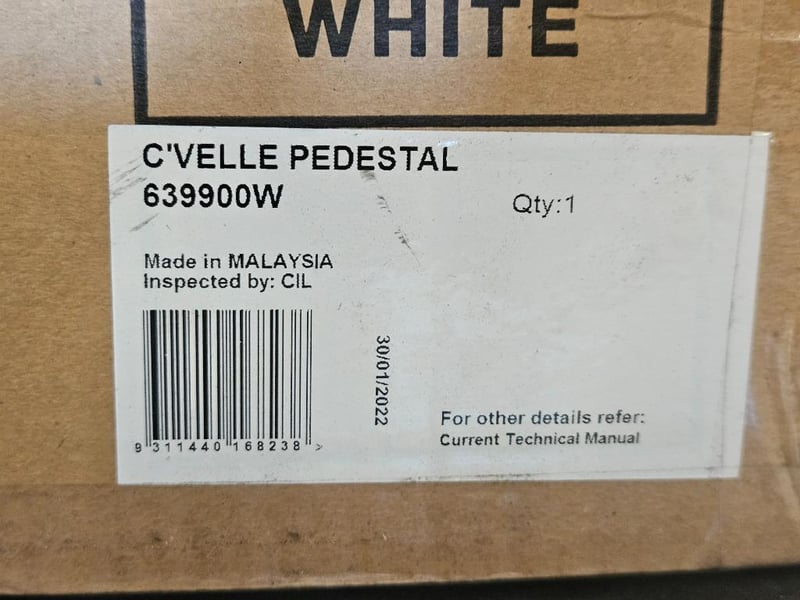 WHITE
C'VELLE PEDESTAL
639900W
Qty:1
Made in MALAYSIA
Inspected by: CIL
30/01/2022
9 311440 168238 >
For other details refer:
Current Technical Manual